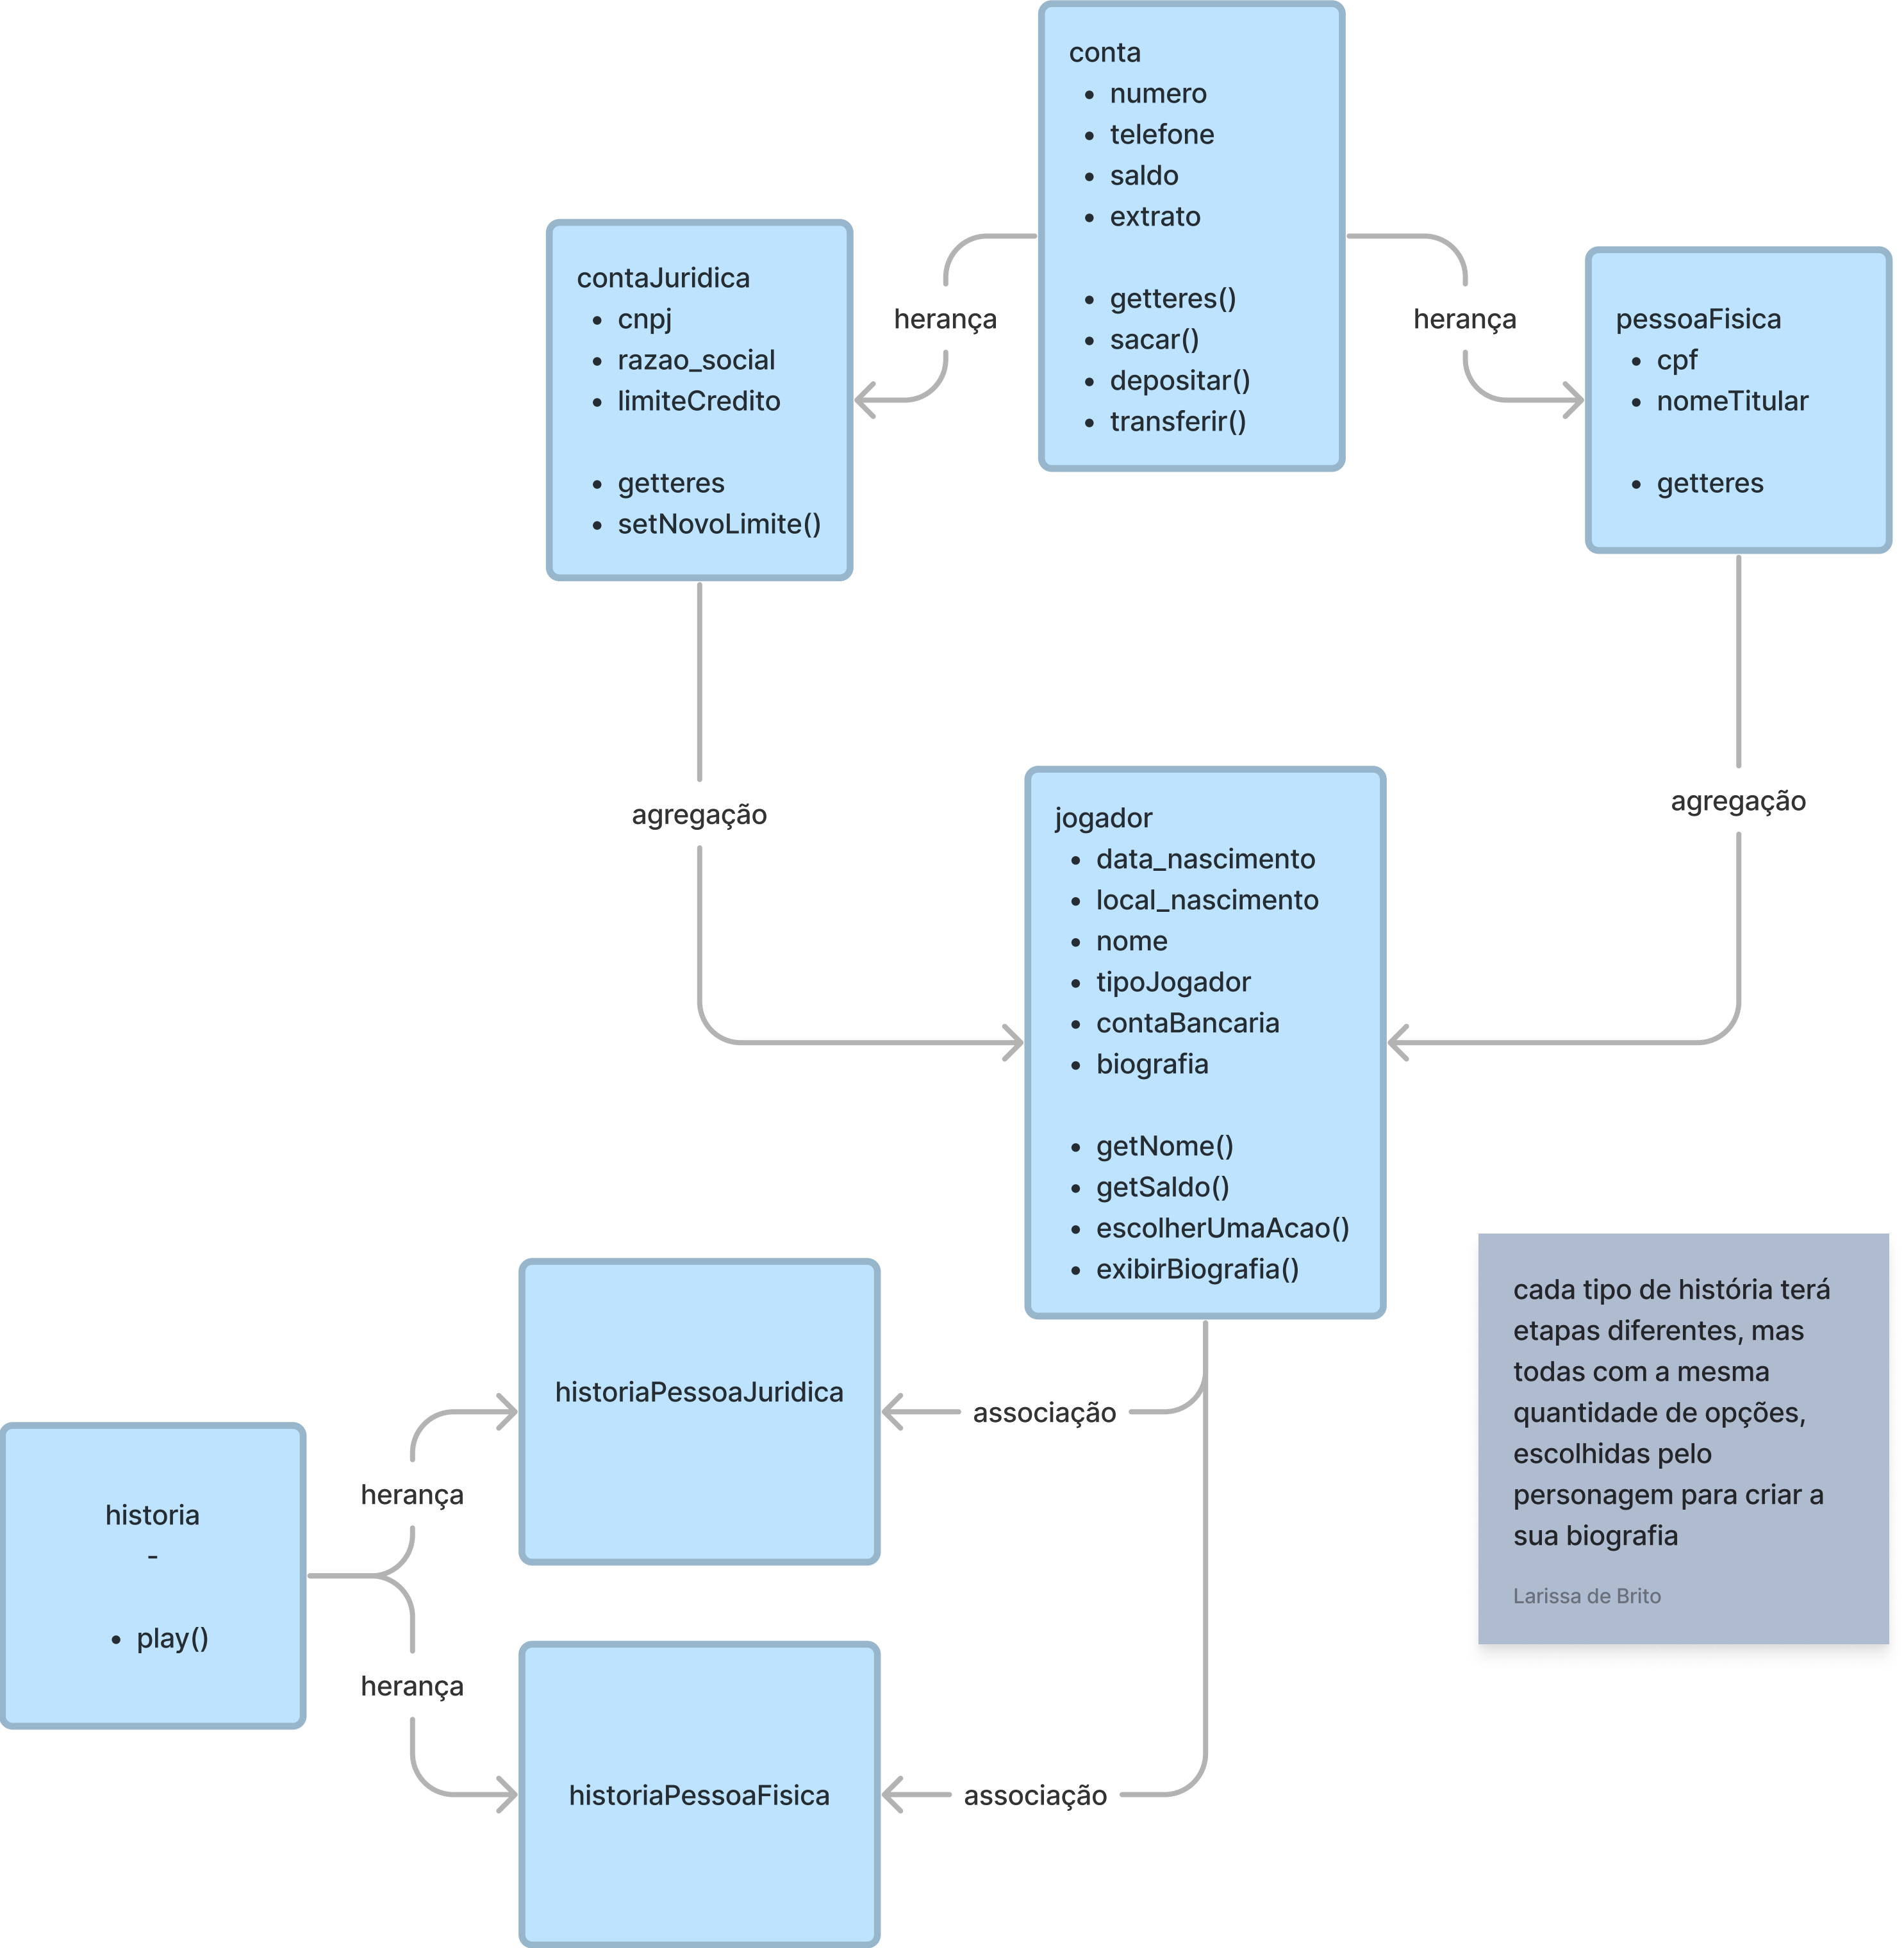 conta
numero
telefone
saldo
extrato
getteres()
sacar()
depositar()
transferir()
contaJuridica
cnpj
razao_social
limiteCredito
getteres
setNovoLimite()
herança
herança
pessoaFisica
cpf
nomeTitular
getteres
agregação
agregação
jogador
data_nascimento
local_nascimento
nome
tipoJogador
contaBancaria
biografia
getNome()
getSaldo()
escolherUmaAcao()
exibirBiografia()
historiaPessoaJuridica
associação
herança
historia
-
play()
herança
historiaPessoaFisica
associação
cada tipo de história terá
etapas diferentes, mas
todas com a mesma
quantidade de opções,
escolhidas pelo
personagem para criar a
sua biografia
Larissa de Brito